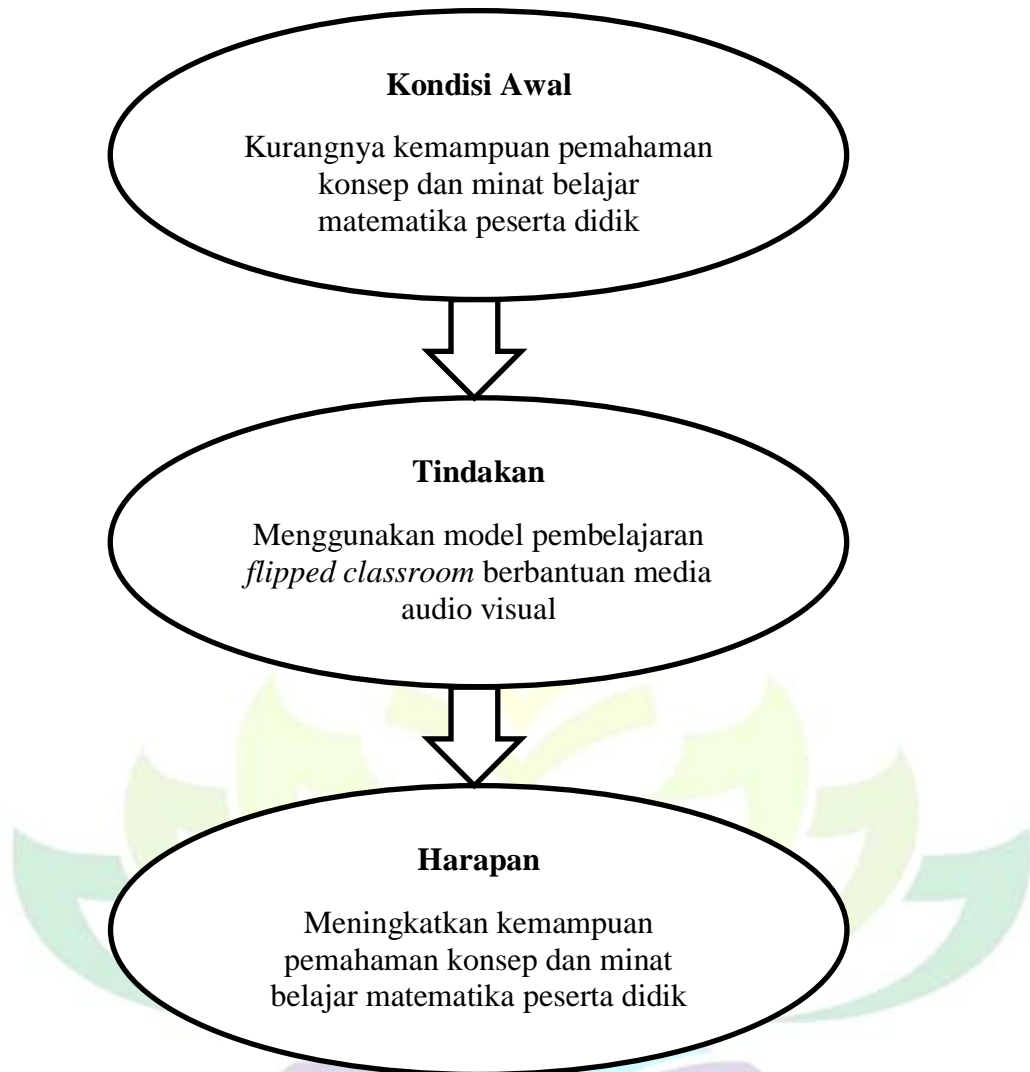 Kondisi Awal
Kurangnya kemampuan pemahaman
konsep dan minat belajar
matematika peserta didik
Tindakan
Menggunakan model pembelajaran
flipped classroom berbantuan media
audio visual
Harapan
Meningkatkan kemampuan
pemahaman konsep dan minat
belajar matematika peserta didik